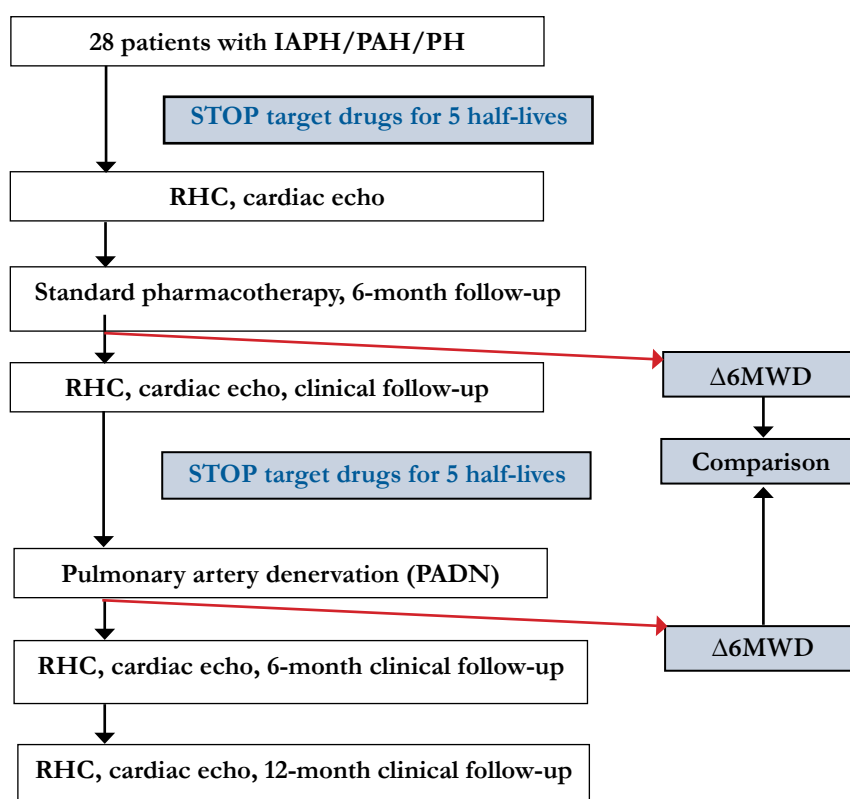 28 patients with IAPH/PAH/PH
STOP target drugs for 5 half-lives
RHC, cardiac echo
Standard pharmacotherapy, 6-month follow-up
RHC, cardiac echo, clinical follow-up
Δ6MWD
Comparison
STOP target drugs for 5 half-lives
Pulmonary artery denervation (PADN)
Δ6MWD
RHC, cardiac echo, 6-month clinical follow-up
RHC, cardiac echo, 12-month clinical follow-up